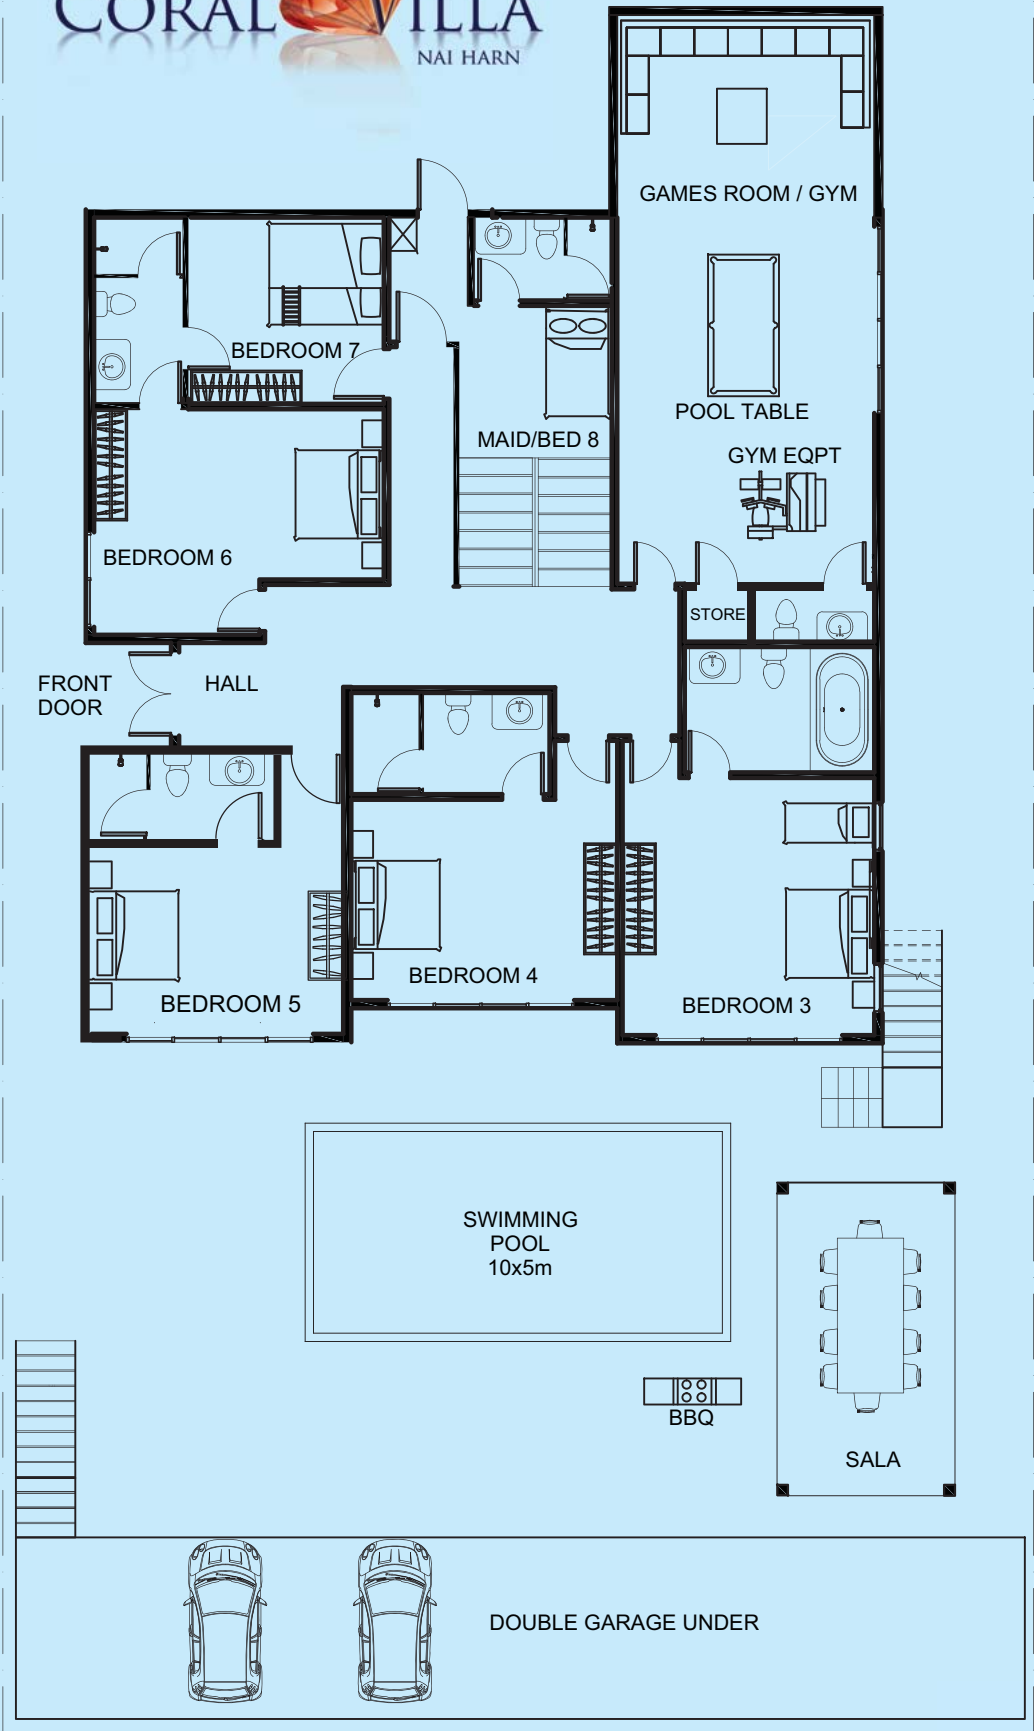 CORAL VILLA
NAI HARN
GAMES ROOM / GYM
BEDROOM 7
POOL TABLE
MAID/BED 8
GYM EQPT
BEDROOM 6
STORE
FRONT
DOOR
HALL
BEDROOM 4
BEDROOM 5
BEDROOM 3
SWIMMING
POOL
10x5m
BBQ
SALA
DOUBLE GARAGE UNDER